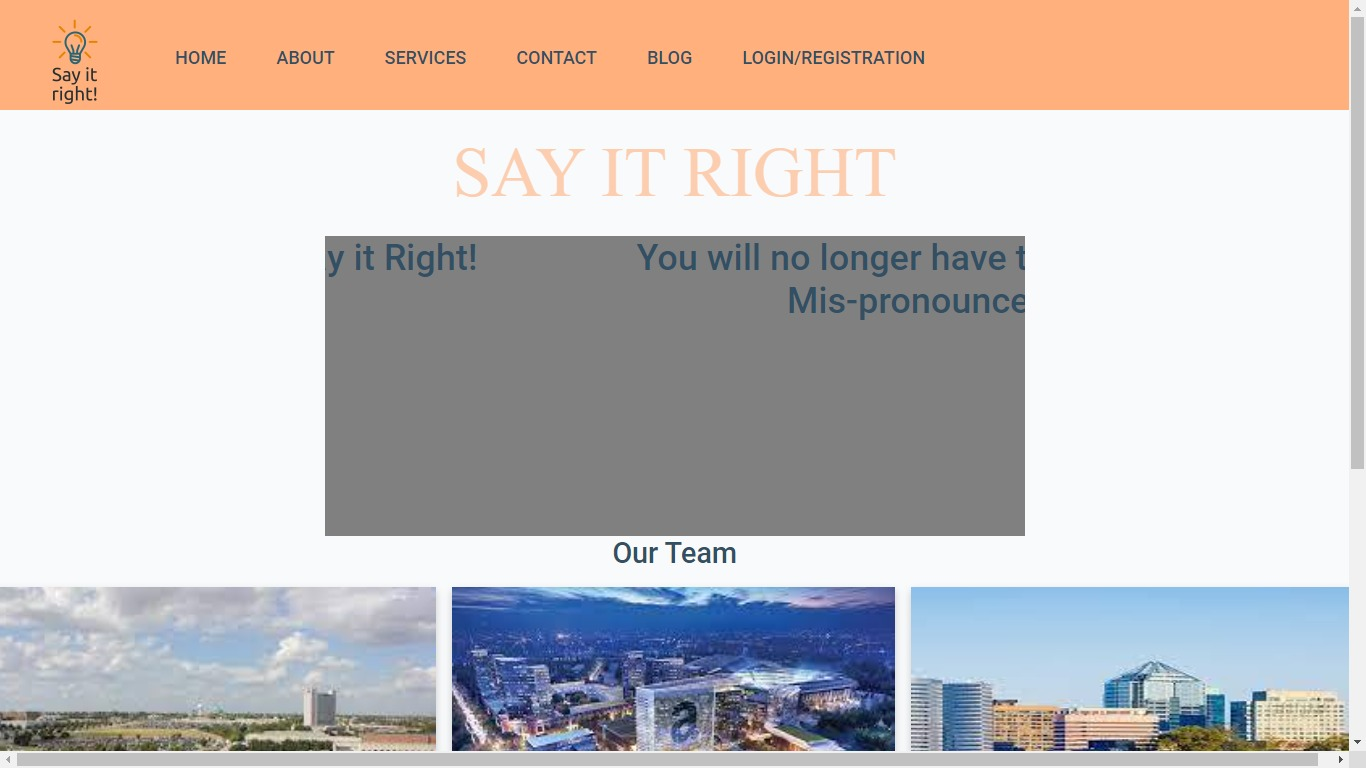 Say it
right!
HOME ABOUT SERVICES CONTACT BLOG LOGIN/REGISTRATION
SAY IT RIGHT
y it Right! You will no longer have t
Mis-pronounce
Our Team